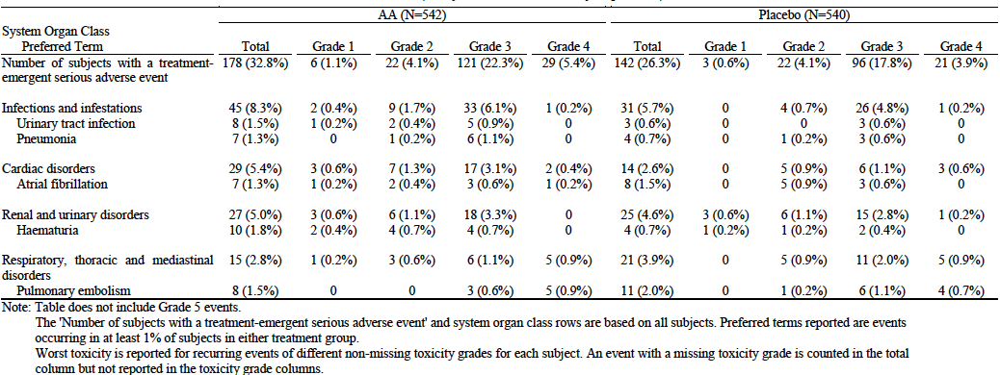 AA (N=542) Placebo (N=540)
System Organ Class
Preferred Term Total Grade 1 Grade 2 Grade 3 Grade 4 Total Grade 1 Grade 2 Grade 3 Grade 4
Number of subjects with a treatment- 178 (32.8%) 6 (1.1%) 22 (4.1%) 121 (22.3%) 29 (5.4%) 142 (26.3%) 3 (0.6%) 22 (4.1%) 96 (17.8%) 21 (3.9%)
emergent serious adverse event
Infections and infestations 45 (8.3%) 2 (0.4%) 9 (1.7%) 33 (6.1%) 1 (0.2%) 31 (5.7%) 0 4 (0.7%) 26 (4.8%) 1 (0.2%)
Urinary tract infection 8 (1.5%) 1 (0.2%) 2 (0.4%) 5 (0.9%) 0 3 (0.6%) 0 0 3 (0.6%) 0
Pneumonia 7 (1.3%) 0 1 (0.2%) 6 (1.1%) 0 4 (0.7%) 0 1 (0.2%) 3 (0.6%) 0
Cardiac disorders 29 (5.4%) 3 (0.6%) 7 (1.3%) 17 (3.1%) 2 (0.4%) 14 (2.6%) 0 5 (0.9%) 6 (1.1%) 3 (0.6%)
Atrial fibrillation 7 (1.3%) 1 (0.2%) 2 (0.4%) 3 (0.6%) 1 (0.2%) 8 (1.5%) 0 5 (0.9%) 3 (0.6%) 0
Renal and urinary disorders 27 (5.0%) 3 (0.6%) 6 (1.1%) 18 (3.3%) 0 25 (4.6%) 3 (0.6%) 6 (1.1%) 15 (2.8%) 1 (0.2%)
Haematuria 10 (1.8%) 2 (0.4%) 4 (0.7%) 4 (0.7%) 0 4 (0.7%) 1 (0.2%) 1 (0.2%) 2 (0.4%) 0
Respiratory, thoracic and mediastinal 15 (2.8%) 1 (0.2%) 3 (0.6%) 6 (1.1%) 5 (0.9%) 21 (3.9%) 0 5 (0.9%) 11 (2.0%) 5 (0.9%)
disorders
Pulmonary embolism 8 (1.5%) 0 0 3 (0.6%) 5 (0.9%) 11 (2.0%) 0 1 (0.2%) 6 (1.1%) 4 (0.7%)
Note: Table does not include Grade 5 events.
The 'Number of subjects with a treatment-emergent serious adverse event' and system organ class rows are based on all subjects. Preferred terms reported are events
occurring in at least 1% of subjects in either treatment group.
Worst toxicity is reported for recurring events of different non-missing toxicity grades for each subject. An event with a missing toxicity grade is counted in the total
column but not reported in the toxicity grade columns.